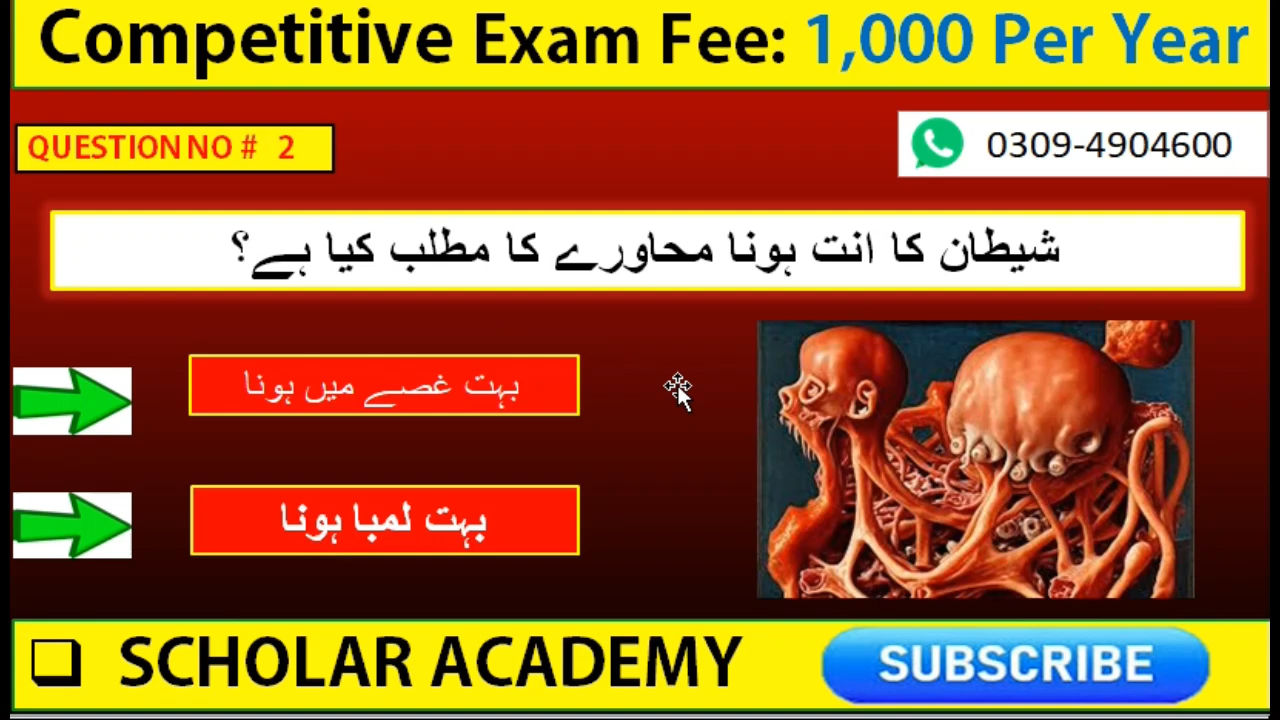 Competitive Exam Fee: 1,000 Per Year
QUESTION NO # 2
0309-4904600
شیطان کا انت ہونا محاورے کا مطلب کیا ہے؟
بہت غصے میں ہونا
بہت لمبا ہونا
SCHOLAR ACADEMY
SUBSCRIBE